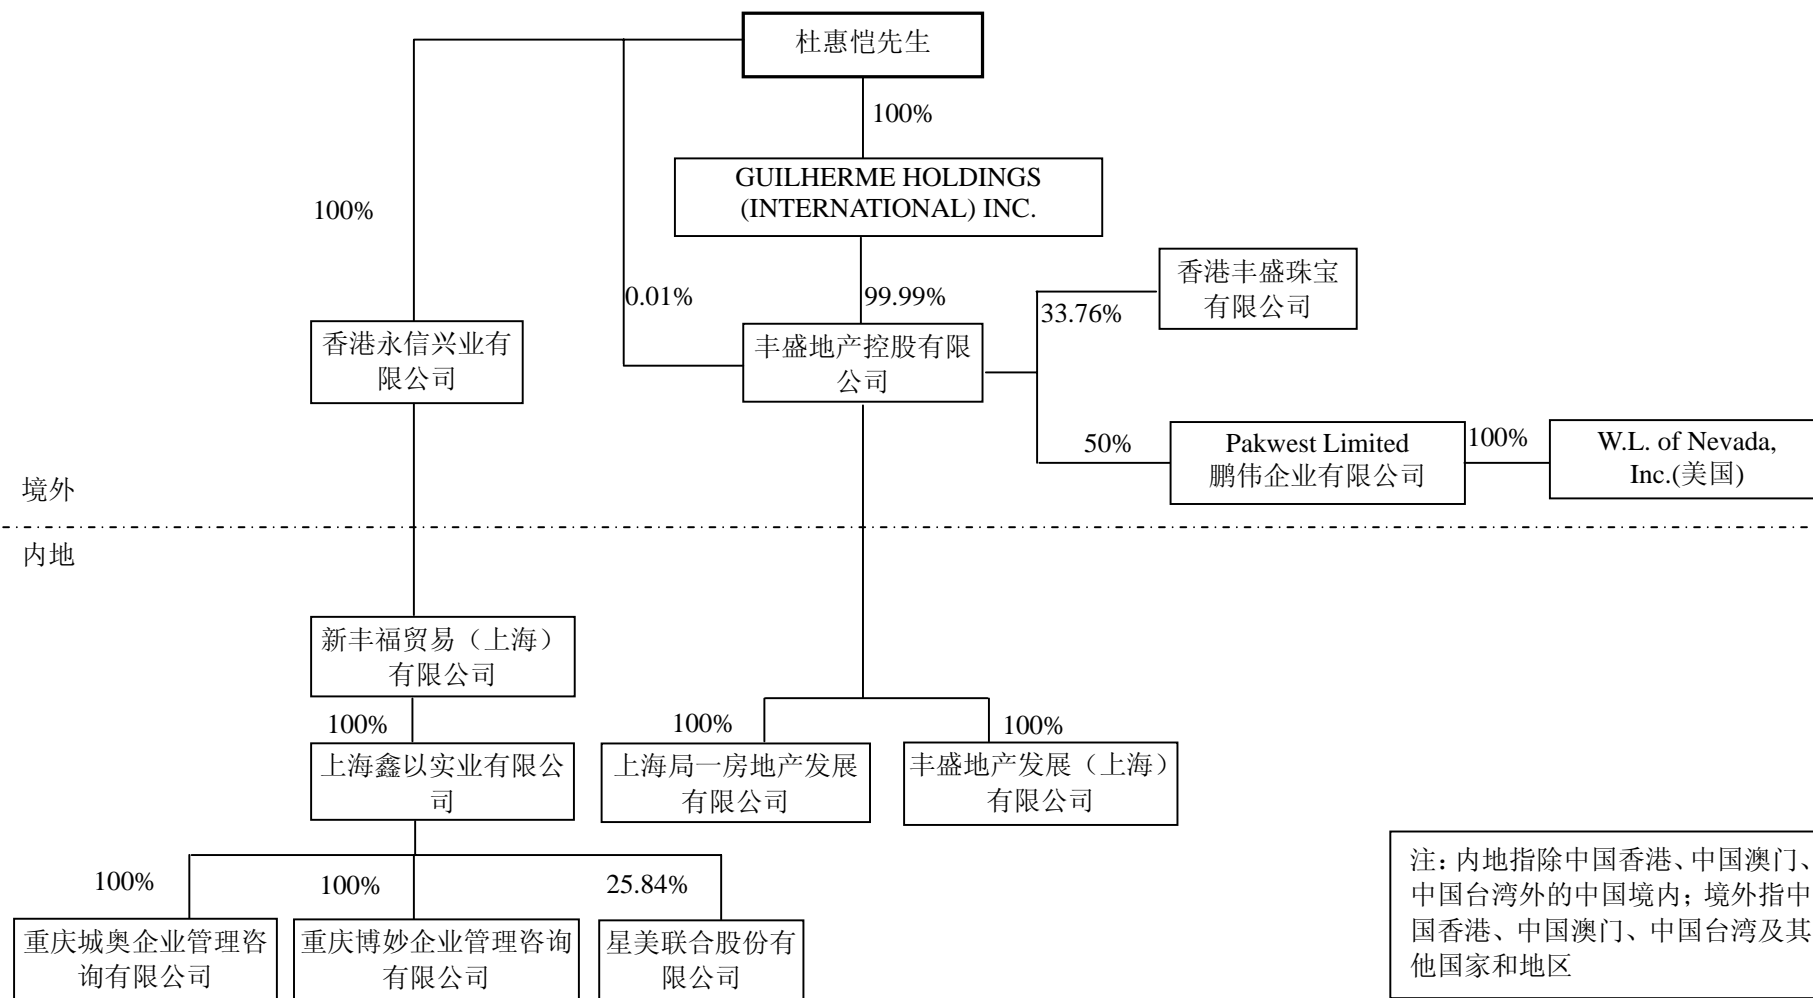 杜惠恺先生
100%
GUILHERME HOLDINGS
(INTERNATIONAL) INC.
100%
香港丰盛珠宝
有限公司
0.01%
99.99%
33.76%
香港永信兴业有
限公司
丰盛地产控股有限
公司
50%
Pakwest Limited
鹏伟企业有限公司
100%
W.L. of Nevada,
Inc.(美国)
境外
内地
新丰福贸易（上海）
有限公司
100%
100%
100%
上海鑫以实业有限公
司
上海局一房地产发展
有限公司
丰盛地产发展（上海）
有限公司
100%
100%
25.84%
重庆城奥企业管理咨
询有限公司
重庆博妙企业管理咨询
有限公司
星美联合股份有
限公司
注：内地指除中国香港、中国澳门、
中国台湾外的中国境内；境外指中
国香港、中国澳门、中国台湾及其
他国家和地区